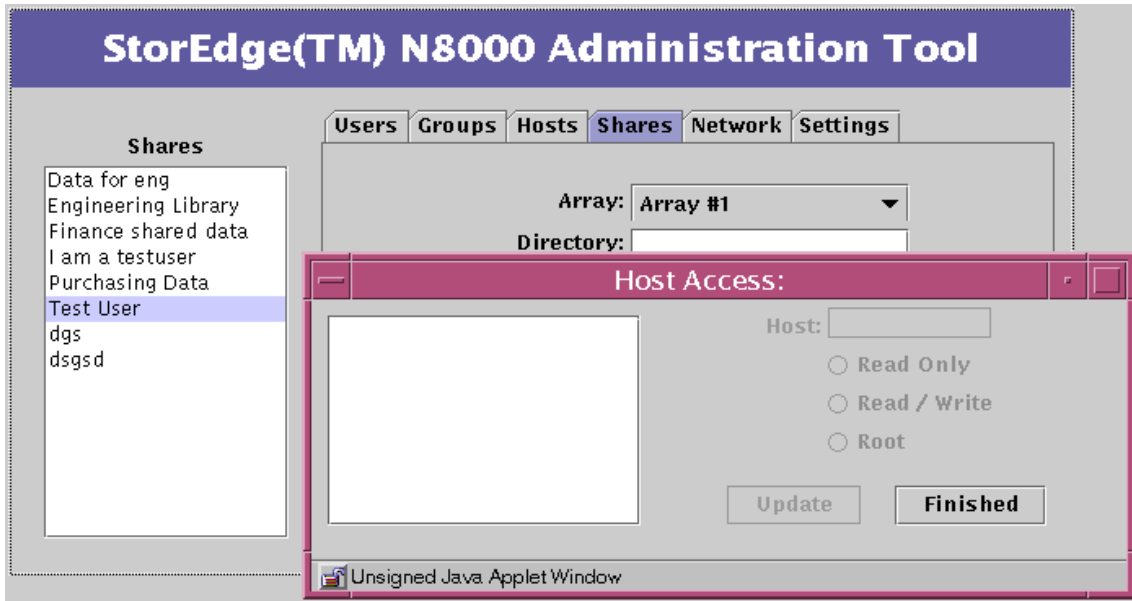 StorEdge(TM) N8000 Administration Tool
Users Groups Hosts Shares Network Settings
Shares
Data for eng
Engineering Library
Finance shared data
I am a testuser
Purchasing Data
Test User
dgs
dsgsd
Array: Array #1
Directory:
Host Access:
Host:
Read Only
Read / Write
Root
Update Finished
Unsigned Java Applet Window